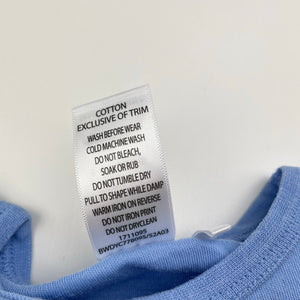 COTTON
EXCLUSIVE OF TRIM
WASH BEFORE WEAR
COLD MACHINE WASH
DO NOT BLEACH,
SOAK OR RUB
DO NOT TUMBLE DRY
PULL TO SHAPE WHILE DAMP
WARM IRON ON REVERSE
DO NOT IRON PRINT
DO NOT DRYCLEAN
1711095